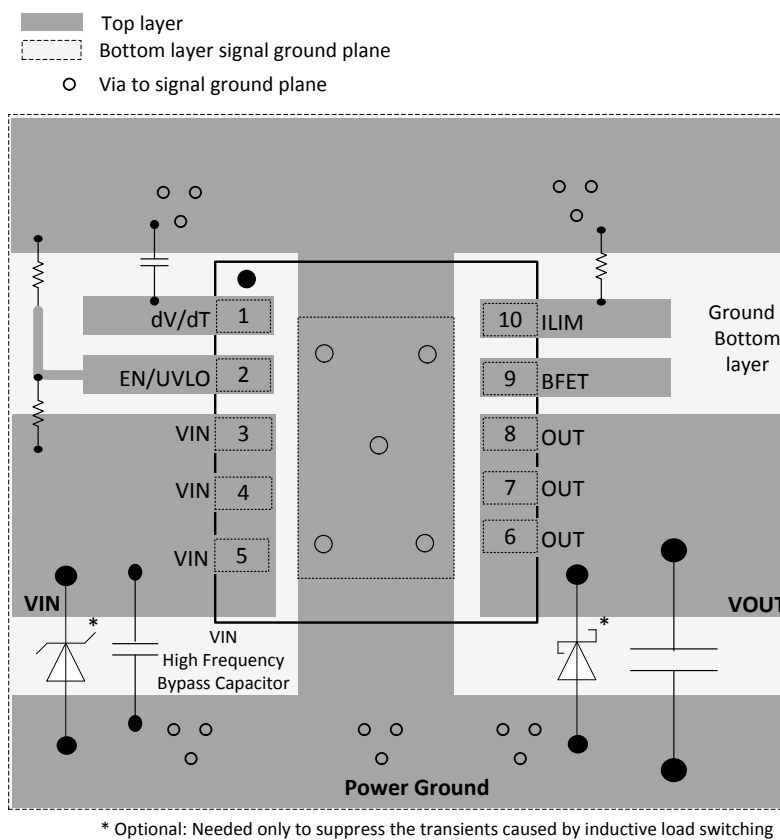 Top layer
Bottom layer signal ground plane
Via to signal ground plane
dV/dT 1
10 ILIM
Ground
Bottom
layer
EN/UVLO 2
9 BFET
VIN 3
8 OUT
VIN 4
7 OUT
VIN 5
6 OUT
VIN
*
*
VOUT
VIN
High Frequency
Bypass Capacitor
Power Ground
* Optional: Needed only to suppress the transients caused by inductive load switching